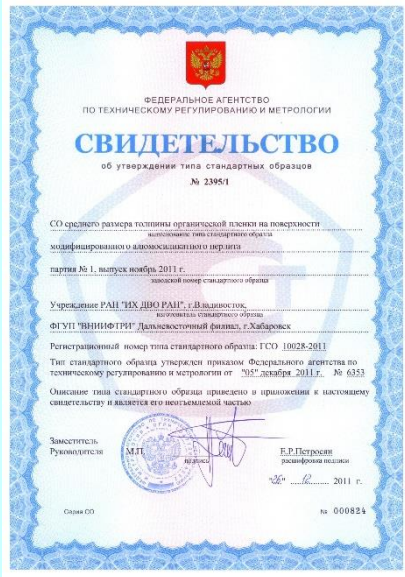 ФЕДЕРАЛЬНОЕ АГЕНТСТВО
ПО ТЕХНИЧЕСКОМУ РЕГУЛИРОВАНИЮ И МЕТРОЛОГИИ
СВИДЕТЕЛЬСТВО
об утверждении типа стандартных образцов
№ 2395/1
СО среднего размера толщины органической пленки на поверхности
наименование типа стандартного образца
модифицированного алюмосиликатного перлита
партия № 1, выпуск ноябрь 2011 г.
заводской номер стандартного образца
Учреждение РАН "ИХ ДВО РАН", г.Владивосток,
изготовитель стандартного образца
ФГУП "ВНИИФТРИ" Дальневосточный филиал, г.Хабаровск
Регистрационный номер типа стандартного образца: ГСО 10028-2011
Тип стандартного образца утвержден приказом Федерального агентства по
техническому регулированию и метрологии от "05" декабря 2011 г. № 6353
Описание типа стандартного образца приведено в приложении к настоящему
свидетельству и является его неотъемлемой частью
Заместитель
Руководителя М.П. Е.Р.Петросян
подпись расшифровка подписи
2011 г.
Серия СО № 000824